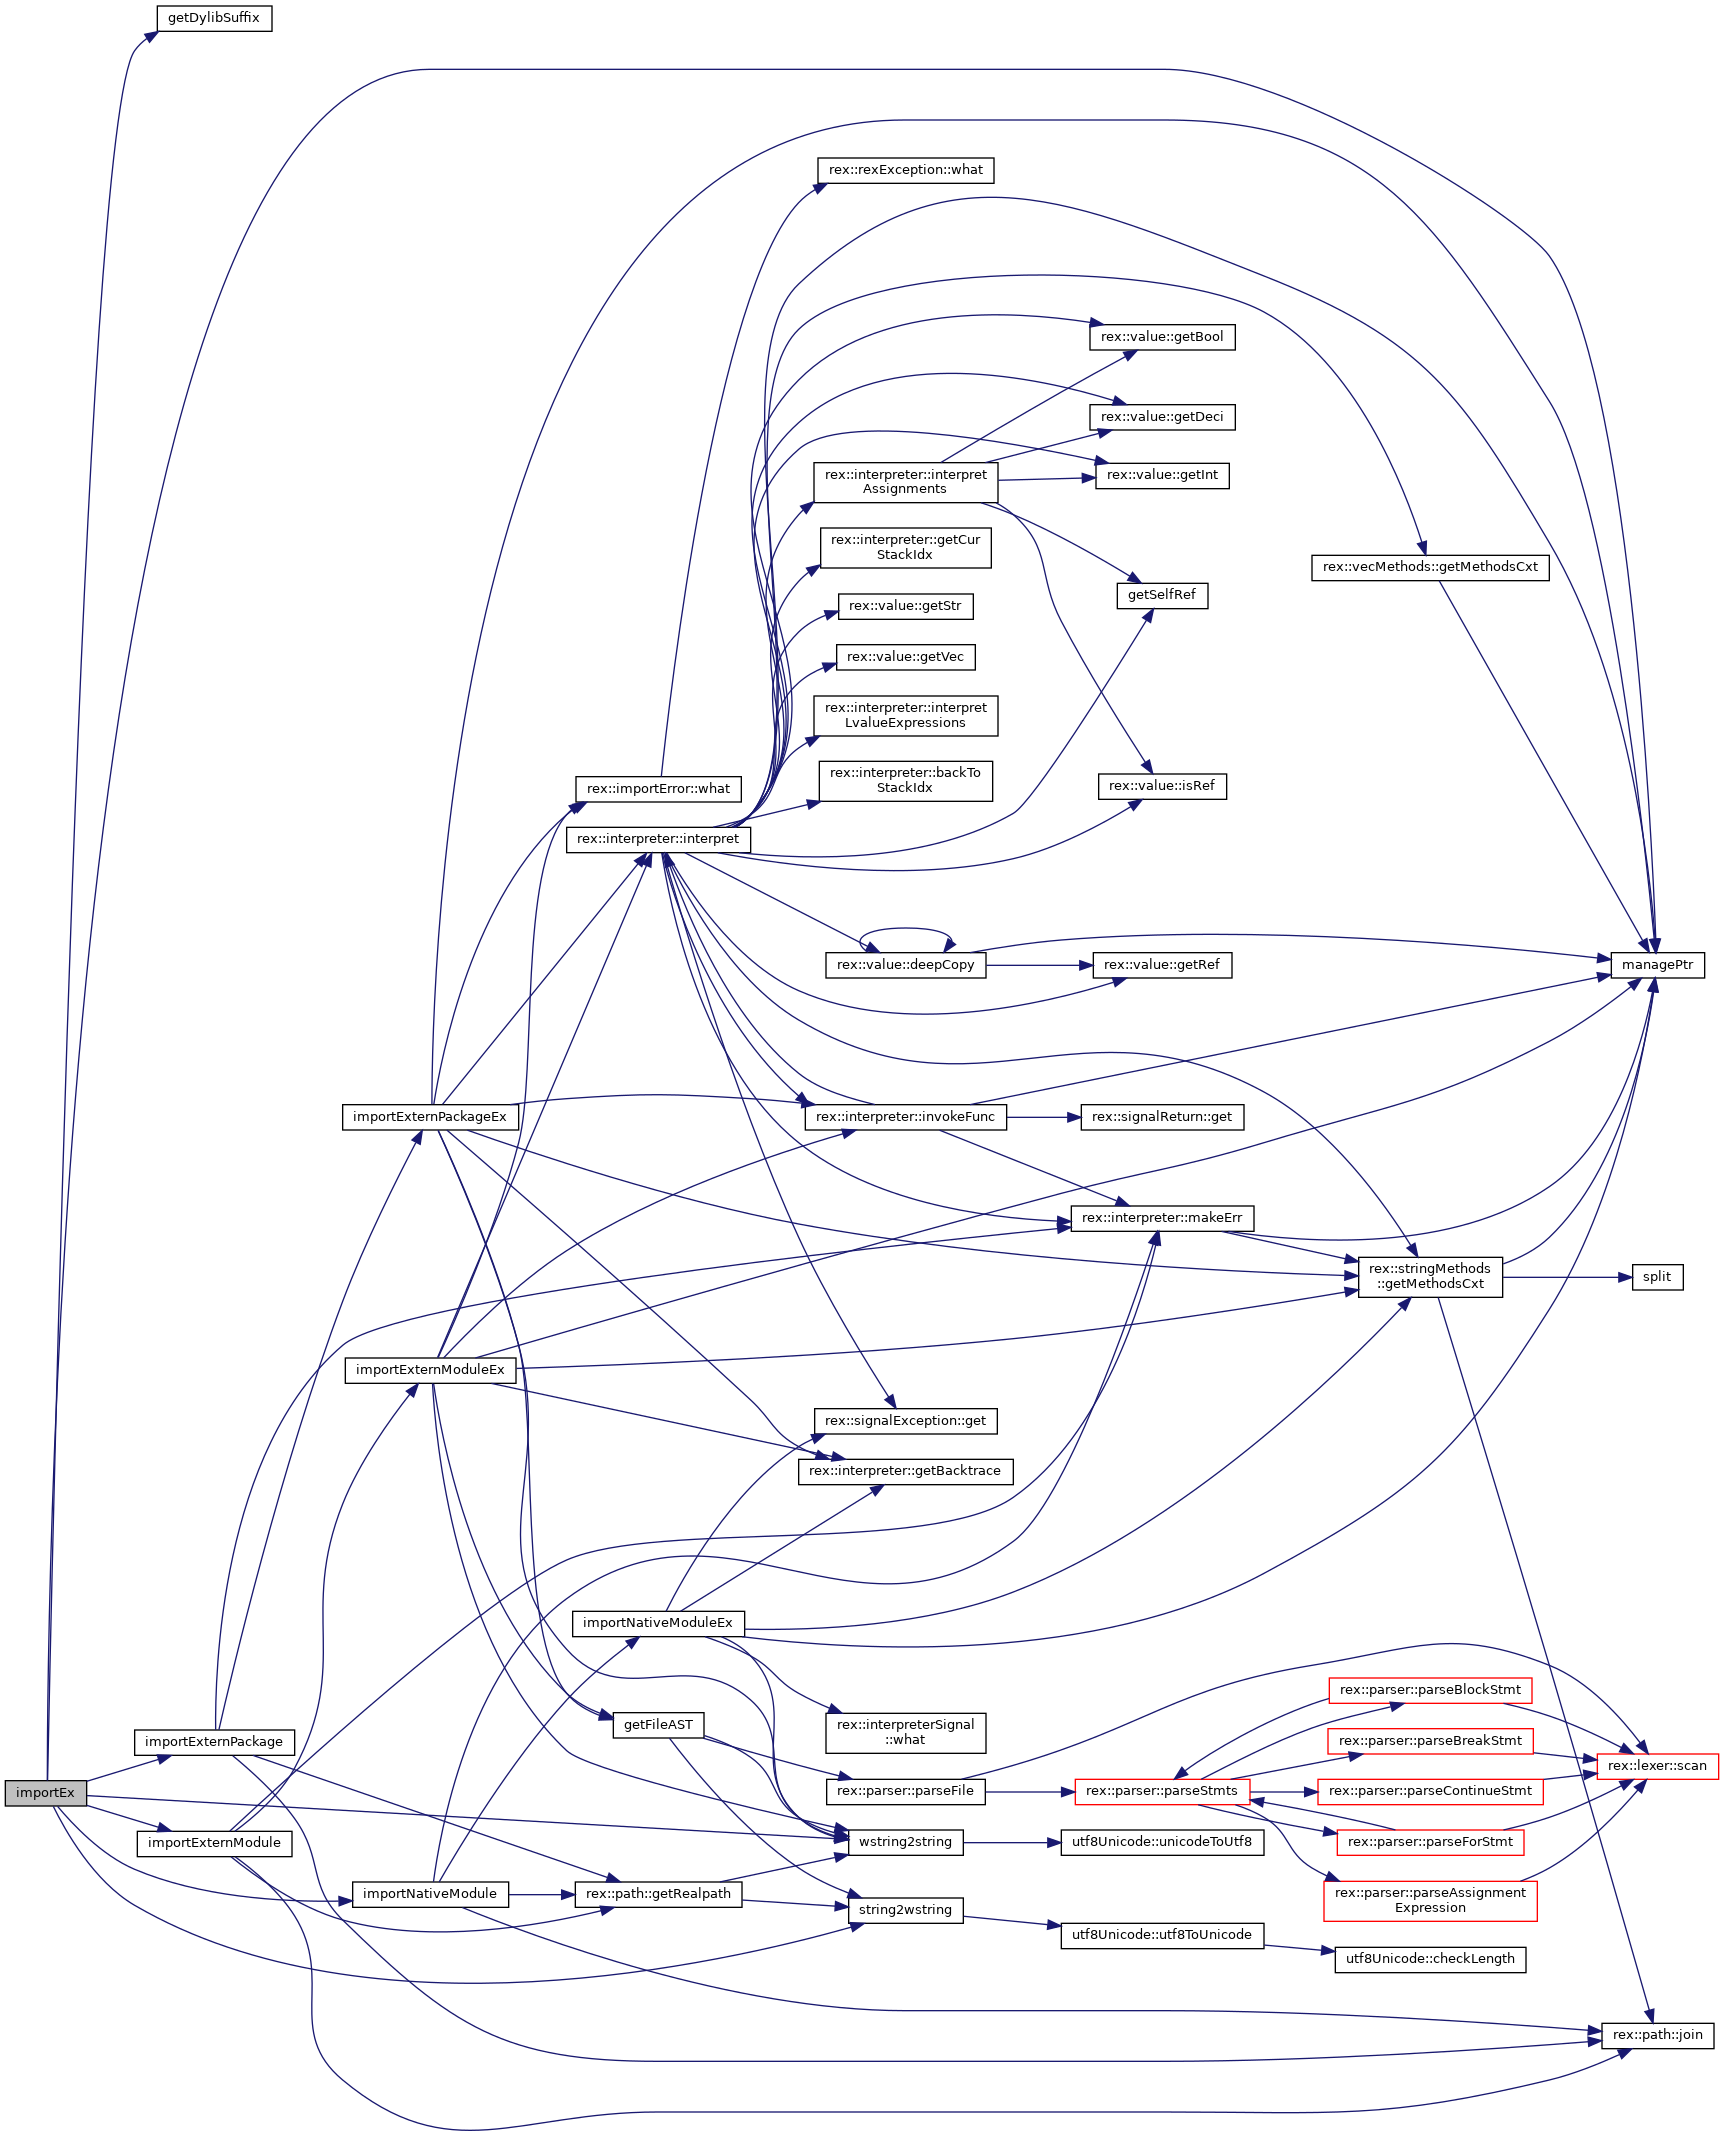 getDylibSuffix
rex::rexException::what
rex::value::getBool
rex::value::getDeci
rex::interpreter::interpret
Assignments
rex::value::getInt
rex::interpreter::getCur
StackIdx
rex::vecMethods::getMethodsCxt
getSelfRef
rex::value::getStr
rex::value::getVec
rex::interpreter::interpret
LvalueExpressions
rex::interpreter::backTo
StackIdx
rex::value::isRef
rex::importError::what
rex::interpreter::interpret
rex::value::deepCopy
rex::value::getRef
managePtr
importExternPackageEx
rex::interpreter::invokeFunc
rex::signalReturn::get
rex::interpreter::makeErr
rex::stringMethods
::getMethodsCxt
split
importExternModuleEx
rex::signalException::get
rex::interpreter::getBacktrace
importNativeModuleEx
rex::parser::parseBlockStmt
getFileAST
rex::interpreterSignal
::what
importExternPackage
rex::parser::parseBreakStmt
rex::lexer::scan
importEx
rex::parser::parseFile
rex::parser::parseStmts
rex::parser::parseContinueStmt
importExternModule
wstring2string
utf8Unicode::unicodeToUtf8
rex::parser::parseForStmt
importNativeModule
rex::path::getRealpath
rex::parser::parseAssignment
Expression
string2wstring
utf8Unicode::utf8ToUnicode
utf8Unicode::checkLength
rex::path::join